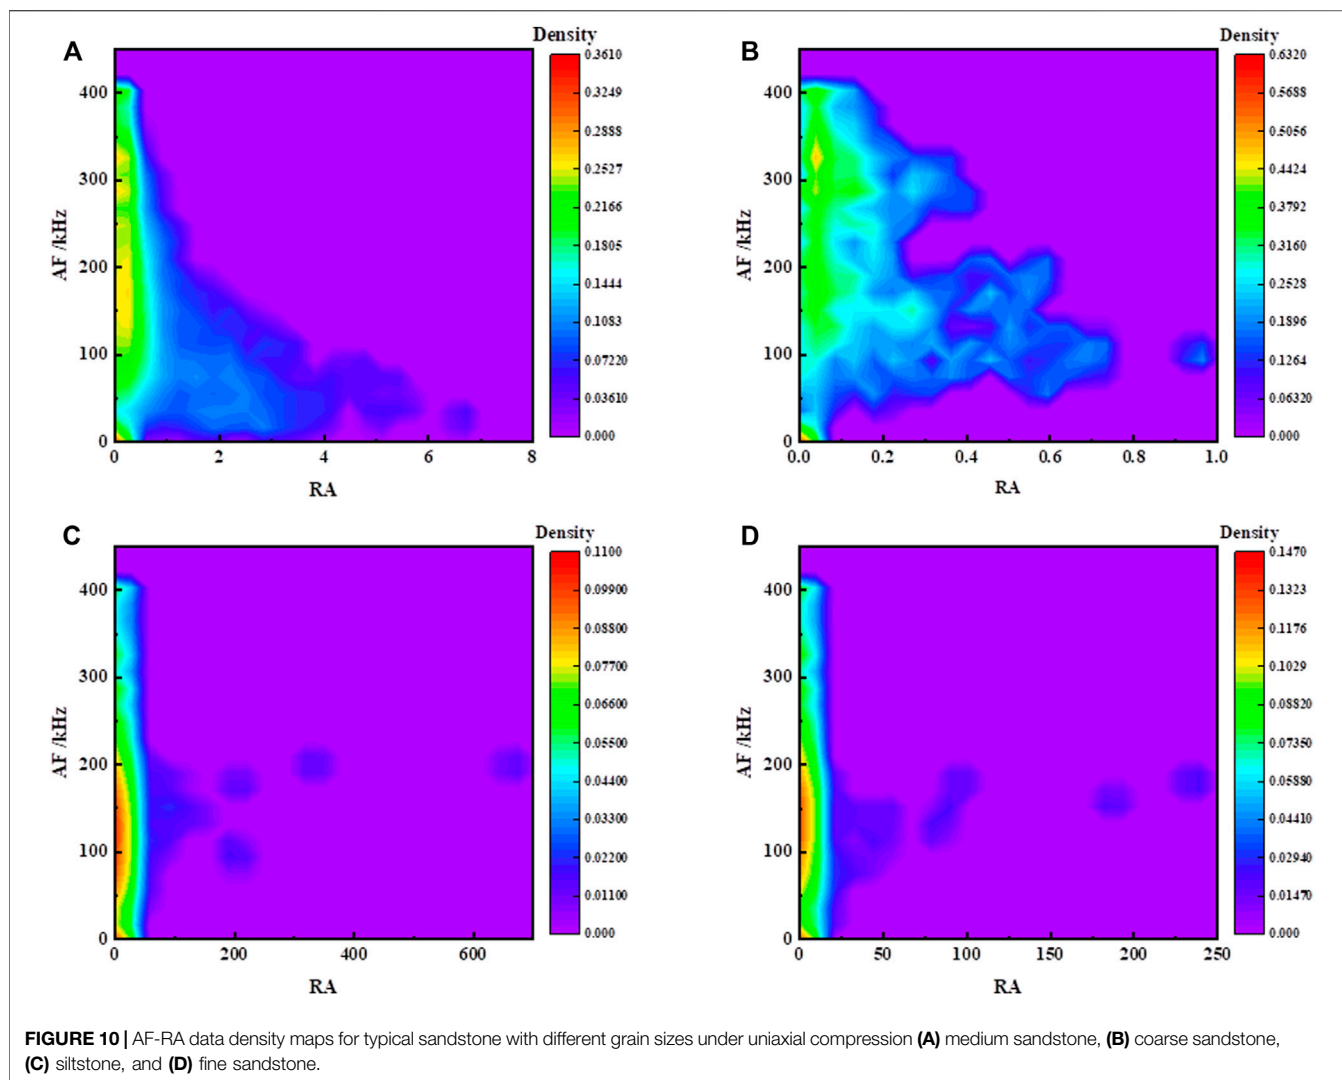 A
Density
0.3610
0.3249
0.2888
0.2527
0.2166
0.1805
0.1444
0.1083
0.0720
0.03610
0.000
400
300
200
100
0
AF /kHz
0 2 4 6 8
RA
B
Density
0.6320
0.5688
0.5056
0.4424
0.3792
0.3160
0.2528
0.1896
0.1264
0.06320
0.000
400
300
200
100
0
AF /kHz
0.0 0.2 0.4 0.6 0.8 1.0
RA
C
Density
0.1100
0.09900
0.08800
0.07700
0.06600
0.05500
0.04400
0.03300
0.02200
0.01100
0.000
400
300
200
100
0
AF /kHz
0 200 400 600
RA
D
Density
0.1470
0.1323
0.1176
0.1029
0.08820
0.07350
0.05880
0.04410
0.02940
0.01470
0.000
400
300
200
100
0
AF /kHz
0 50 100 150 200 250
RA
FIGURE 10 | AF-RA data density maps for typical sandstone with different grain sizes under uniaxial compression (A) medium sandstone, (B) coarse sandstone,
(C) siltstone, and (D) fine sandstone.